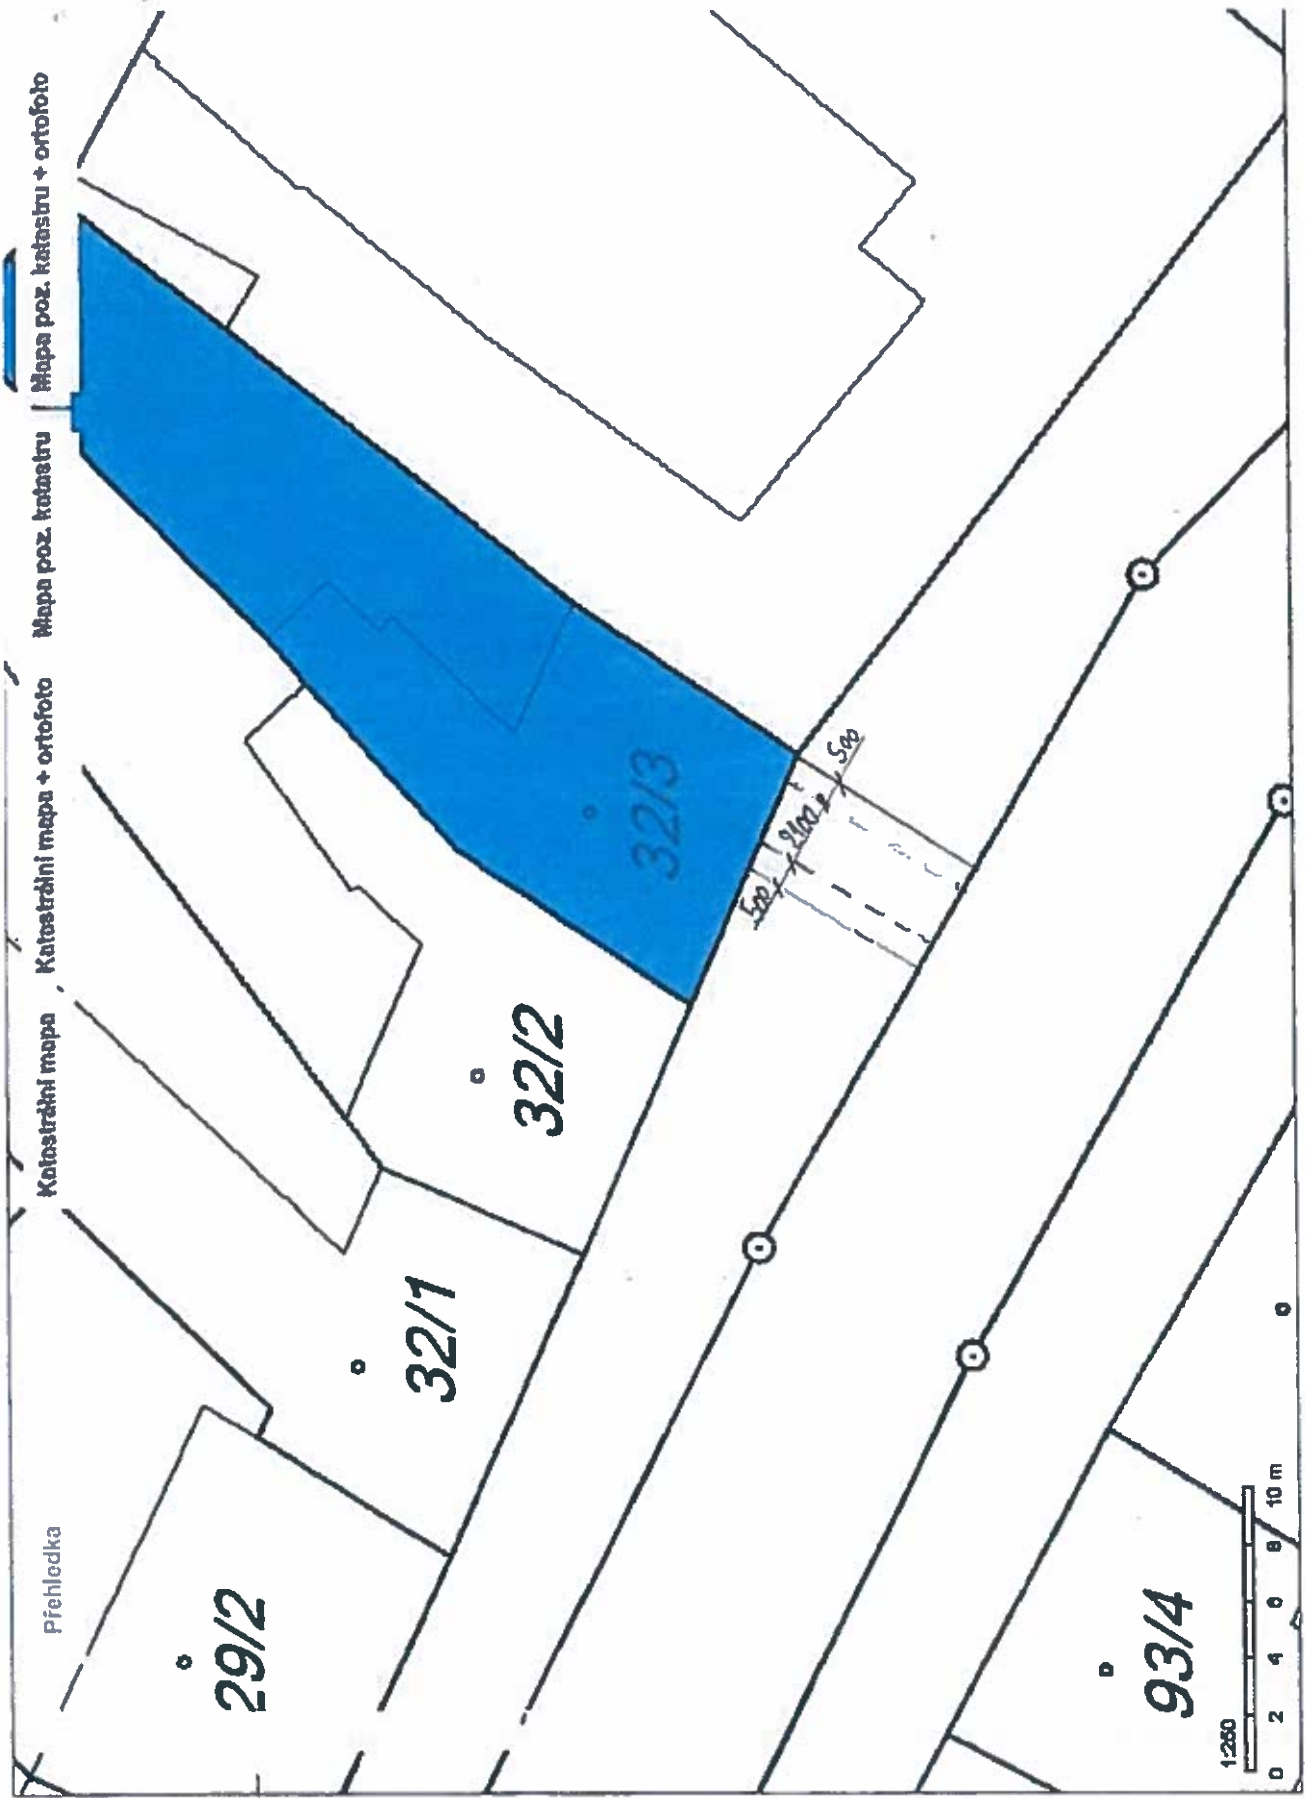 Přehledka
Katastrální mapa
Katastrální mapa + ortofoto
Mapa poz. katastru
Mapa poz. katastru + ortofoto
29/2
32/1
32/2
32/3
500
2100
500
93/4
1:250
0 2 4 6 8 10 m